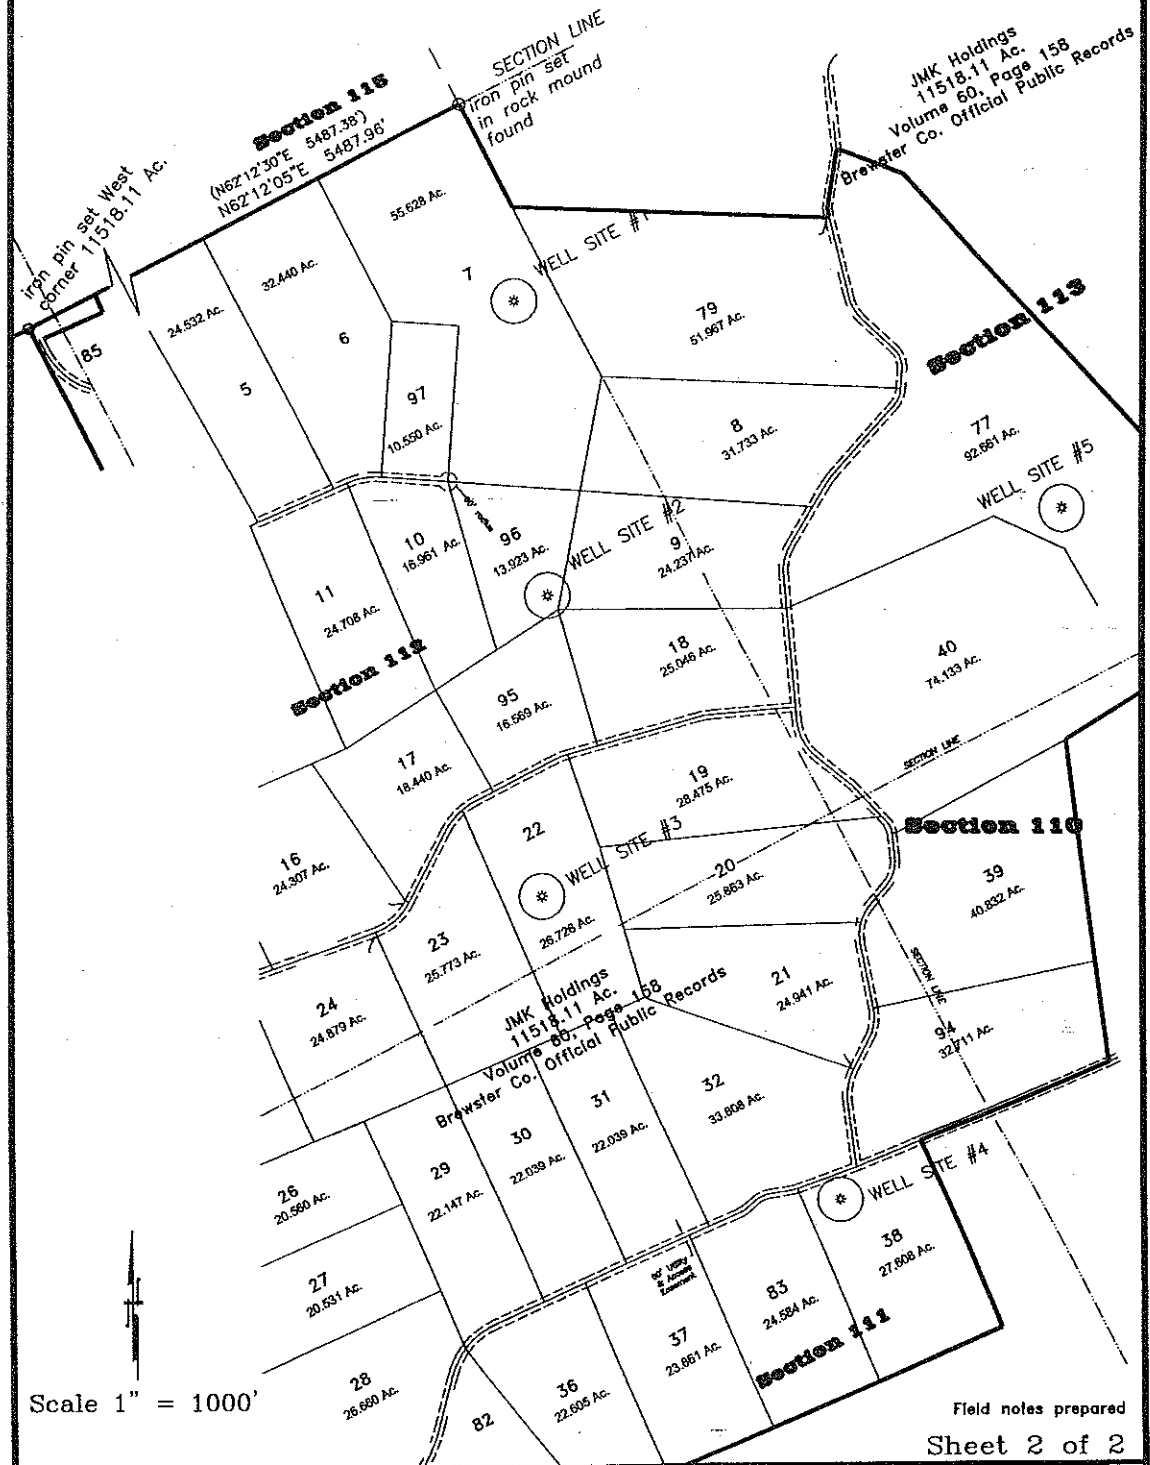 SECTION LINE
iron pin set
in rock mound
found
JMK Holdings
11518.11 Ac.
Volume 60, Page 158
Brewster Co. Official Public Records
Section 115
(N62°12'30"E 5487.38')
N62°12'05"E 5487.96'
iron pin set West
corner 11518.11 Ac.
85
24.532 Ac.
5
32.440 Ac.
6
55.628 Ac.
7
WELL SITE #1
79
51.967 Ac.
Section 113
97
10.550 Ac.
8
31.733 Ac.
77
92.661 Ac.
WELL SITE #5
10
16.961 Ac.
96
13.923 Ac.
WELL SITE #2
9
24.237 Ac.
11
24.708 Ac.
Section 112
18
25.046 Ac.
40
74.133 Ac.
95
16.569 Ac.
17
18.440 Ac.
SECTION LINE
19
28.475 Ac.
22
WELL SITE #3
26.726 Ac.
Section 110
16
24.307 Ac.
20
25.863 Ac.
39
40.832 Ac.
23
25.773 Ac.
SECTION LINE
21
24.941 Ac.
24
24.879 Ac.
JMK Holdings
11518.11 Ac.
Volume 60, Page 158
Brewster Co. Official Public Records
94
32.711 Ac.
32
33.608 Ac.
31
22.039 Ac.
30
22.039 Ac.
29
22.147 Ac.
26
20.560 Ac.
WELL SITE #4
38
27.608 Ac.
60' Utility
& Access
Easement
27
20.531 Ac.
83
24.584 Ac.
Section 111
37
23.861 Ac.
28
26.660 Ac.
36
22.605 Ac.
82
Scale 1" = 1000'
Field notes prepared
Sheet 2 of 2